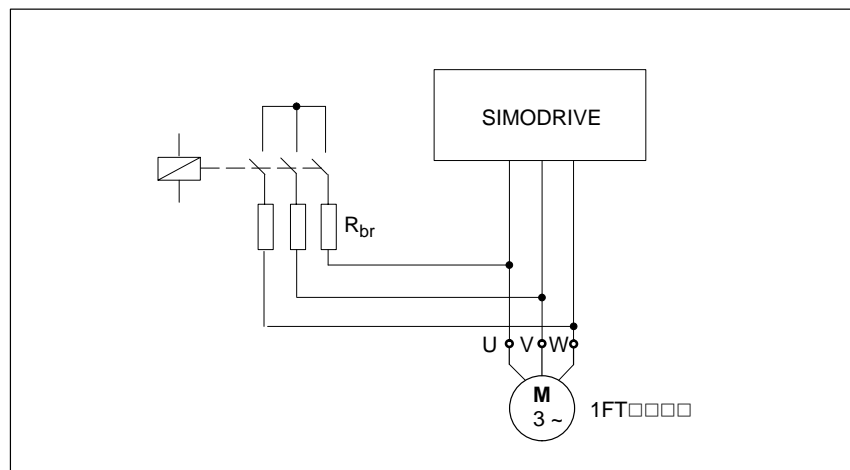 SIMODRIVE
R_br
U V W
M
3 ~
1FT□□□□